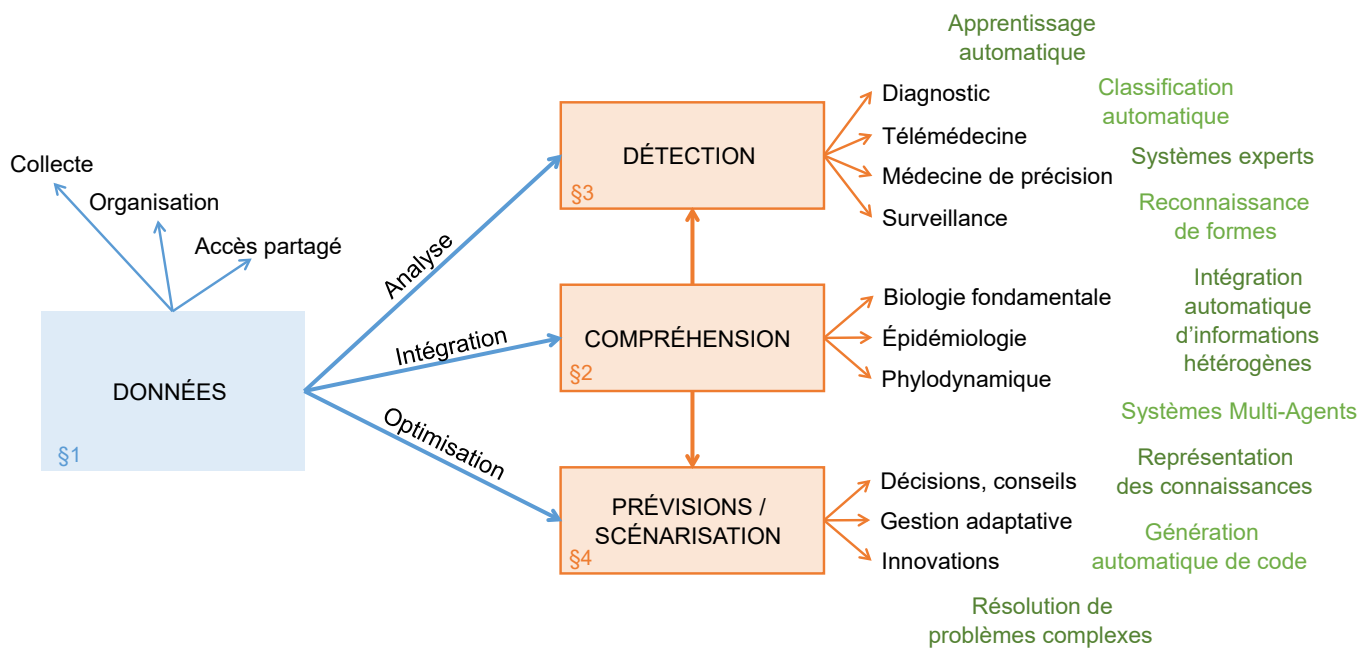 Apprentissage
automatique
Diagnostic
Classification
automatique
DÉTECTION
§3
Télémédecine
Systèmes experts
Médecine de précision
Surveillance
Reconnaissance
de formes
Collecte
Organisation
Accès partagé
DONNÉES
§1
Analyse
Intégration
Optimisation
COMPRÉHENSION
§2
Biologie fondamentale
Épidémiologie
Phylodynamique
Intégration
automatique
d’informations
hétérogènes
Systèmes Multi-Agents
PRÉVISIONS /
SCÉNARISATION
§4
Décisions, conseils
Gestion adaptative
Innovations
Représentation
des connaissances
Génération
automatique de code
Résolution de
problèmes complexes